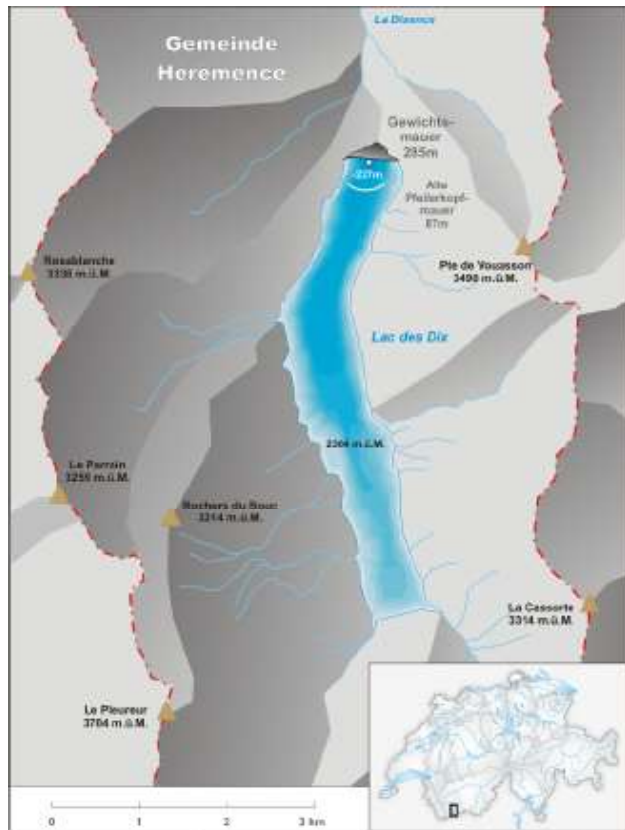 La Dixence
Gemeinde
Heremence
Gewichts-
mauer
285m
-227m
Alte
Pfeilerkopf-
mauer
87m
Rosablanche
3336 m.ü.M.
Pte de Vouasson
3490 m.ü.M.
Lac des Dix
2364 m.ü.M.
Le Parrain
3259 m.ü.M.
Rochers du Bouc
3214 m.ü.M.
La Cassorte
3314 m.ü.M.
Le Pleureur
3704 m.ü.M.
0 1 2 3 km